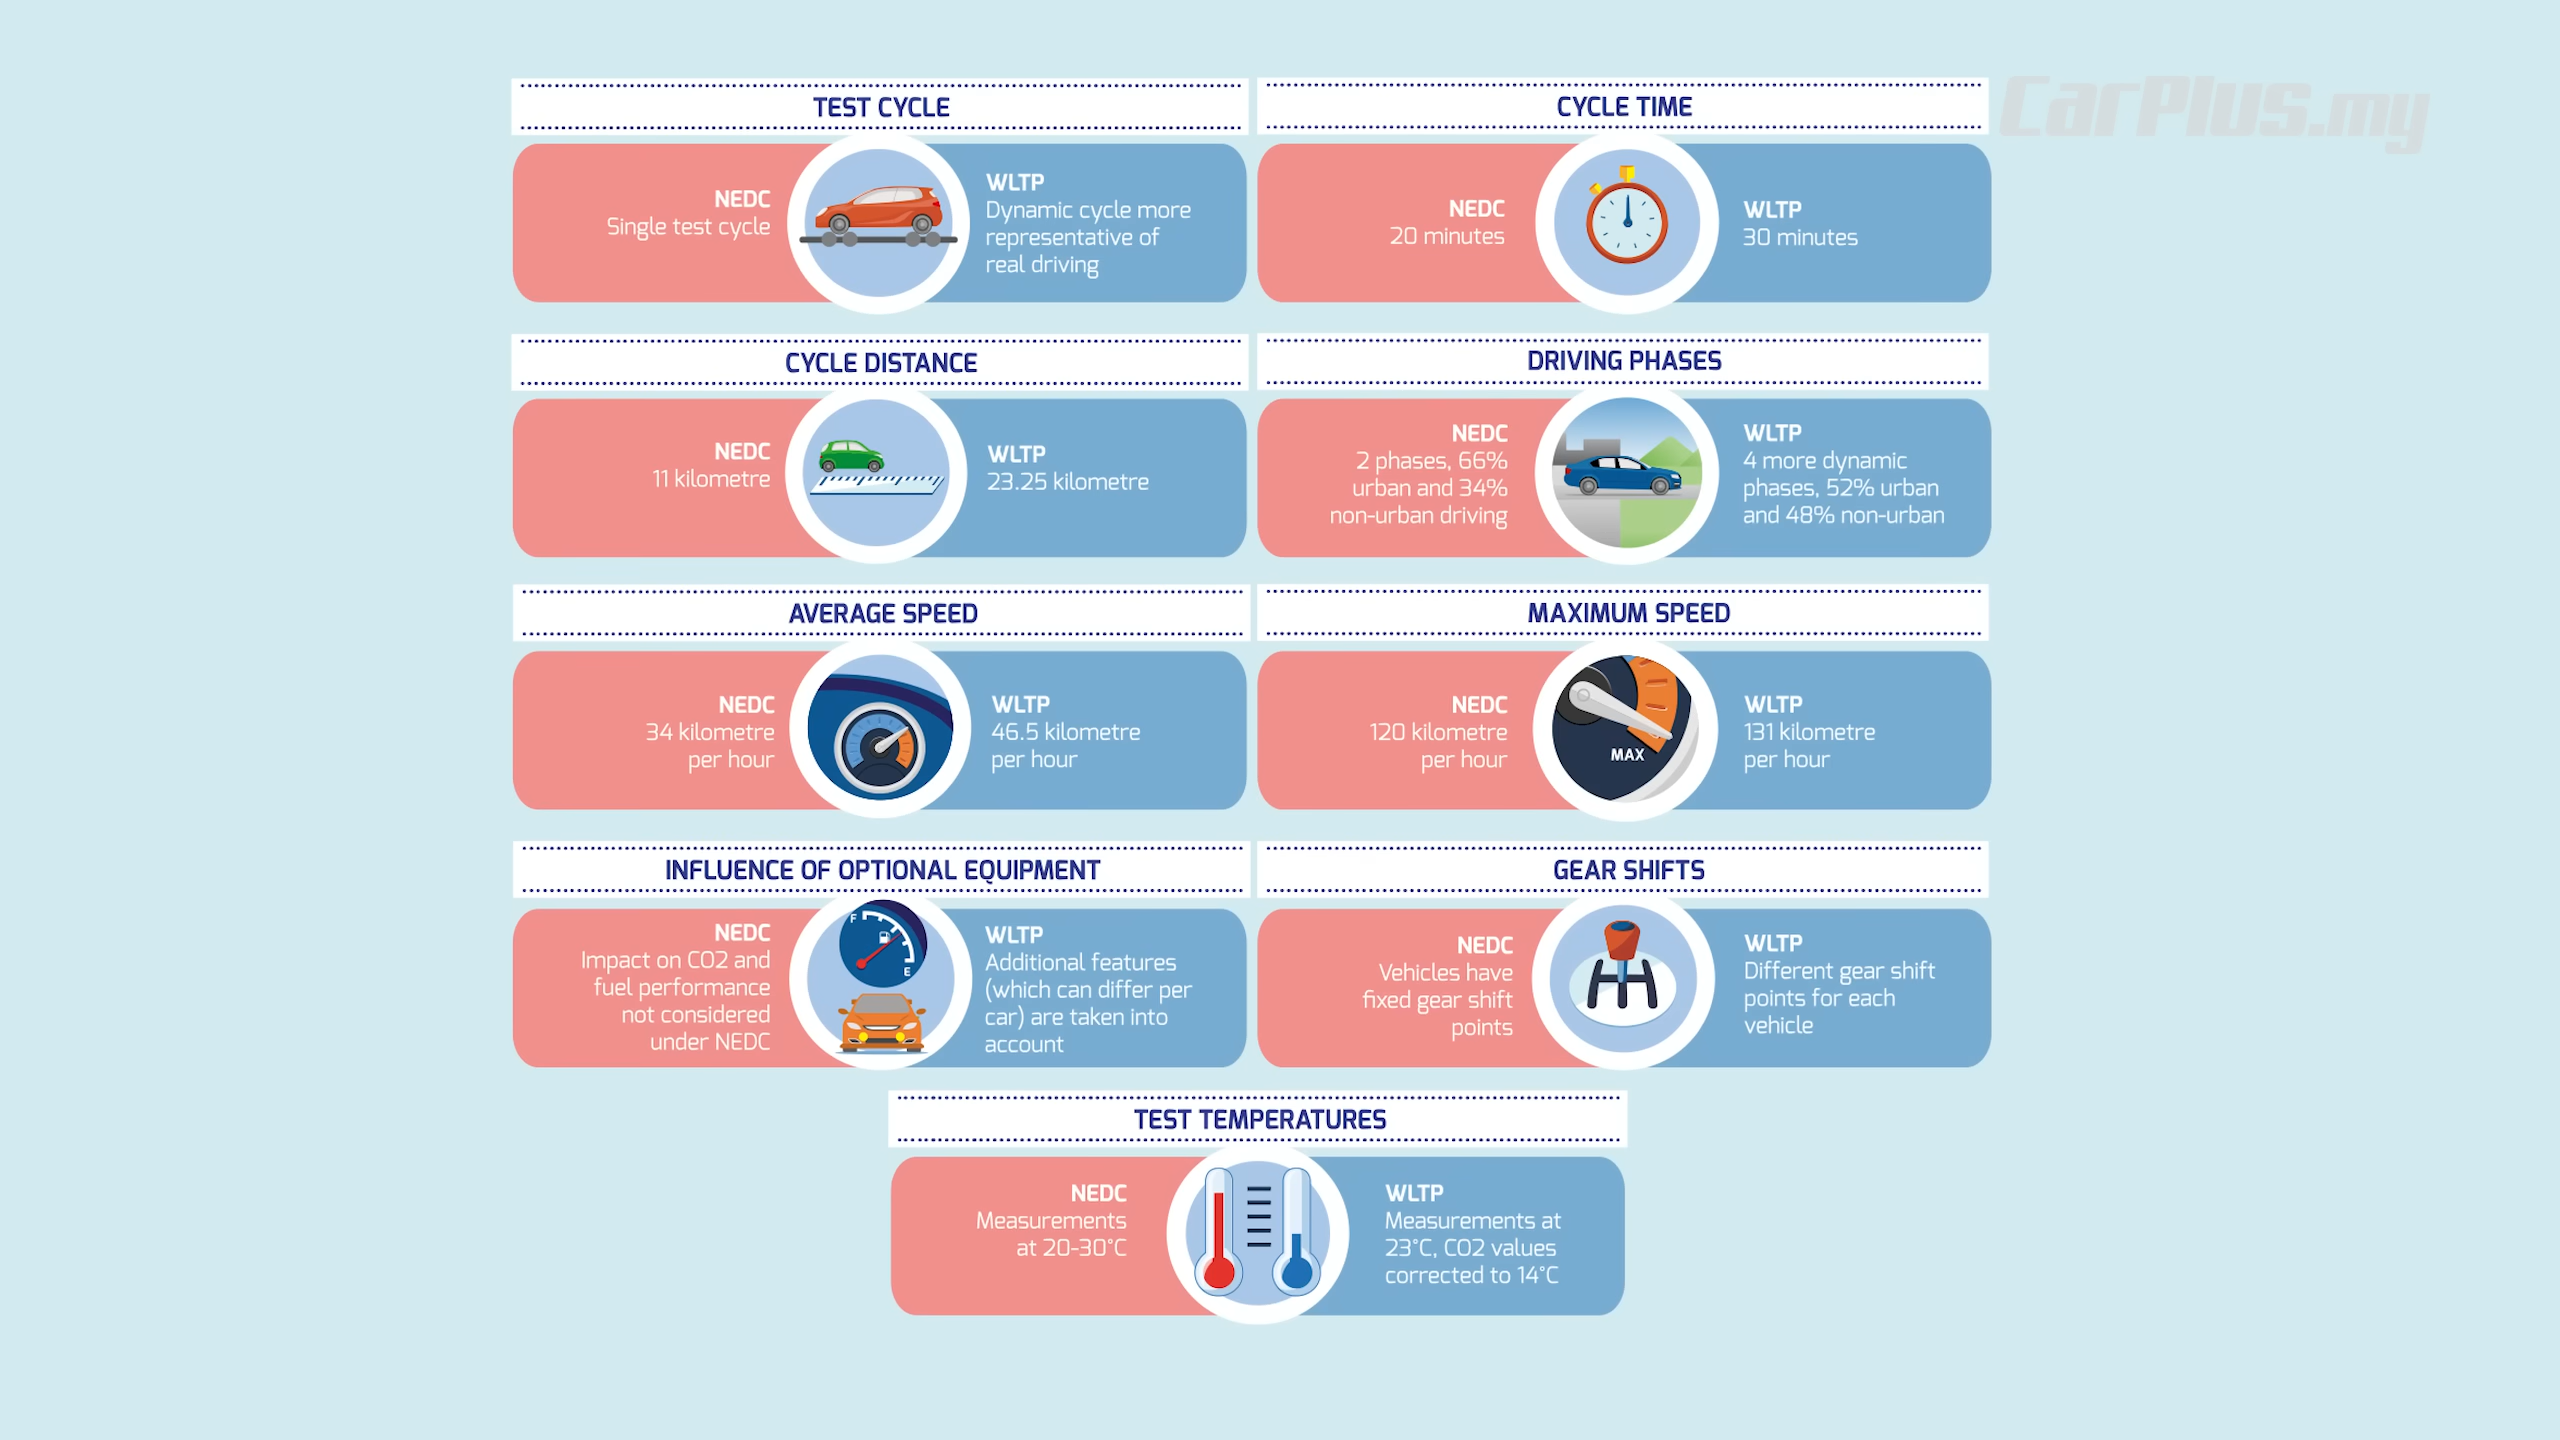 CarPlus.my
TEST CYCLE
NEDC
Single test cycle
WLTP
Dynamic cycle more
representative of
real driving
CYCLE TIME
NEDC
20 minutes
WLTP
30 minutes
CYCLE DISTANCE
NEDC
11 kilometre
WLTP
23.25 kilometre
DRIVING PHASES
NEDC
2 phases, 66%
urban and 34%
non-urban driving
WLTP
4 more dynamic
phases, 52% urban
and 48% non-urban
AVERAGE SPEED
NEDC
34 kilometre
per hour
WLTP
46.5 kilometre
per hour
MAXIMUM SPEED
NEDC
120 kilometre
per hour
MAX
WLTP
131 kilometre
per hour
INFLUENCE OF OPTIONAL EQUIPMENT
NEDC
Impact on CO2 and
fuel performance
not considered
under NEDC
F
E
WLTP
Additional features
(which can differ per
car) are taken into
account
GEAR SHIFTS
NEDC
Vehicles have
fixed gear shift
points
WLTP
Different gear shift
points for each
vehicle
TEST TEMPERATURES
NEDC
Measurements
at 20-30°C
WLTP
Measurements at
23°C, CO2 values
corrected to 14°C